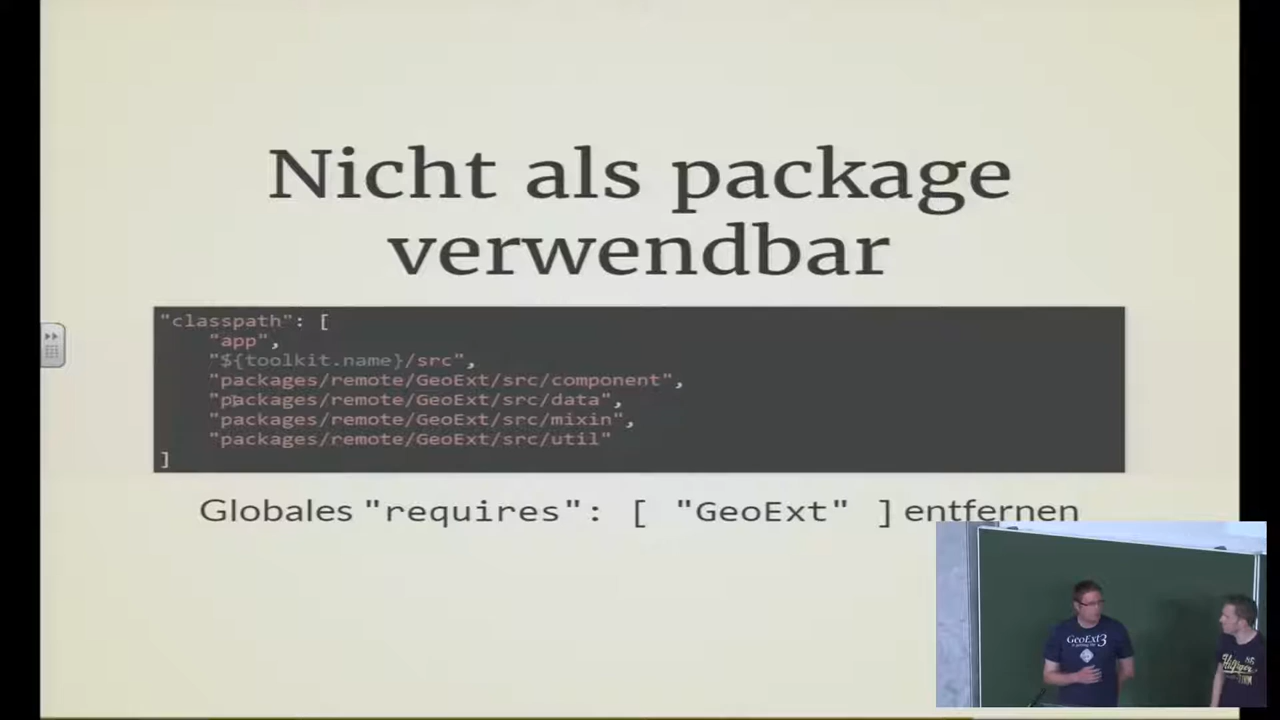 Nicht als package
verwendbar
"classpath": [
"app",
"${toolkit.name}/src",
"packages/remote/GeoExt/src/component",
"packages/remote/GeoExt/src/data",
"packages/remote/GeoExt/src/mixin",
"packages/remote/GeoExt/src/util"
]
Globales "requires": [ "GeoExt" ] entfernen
GeoExt3